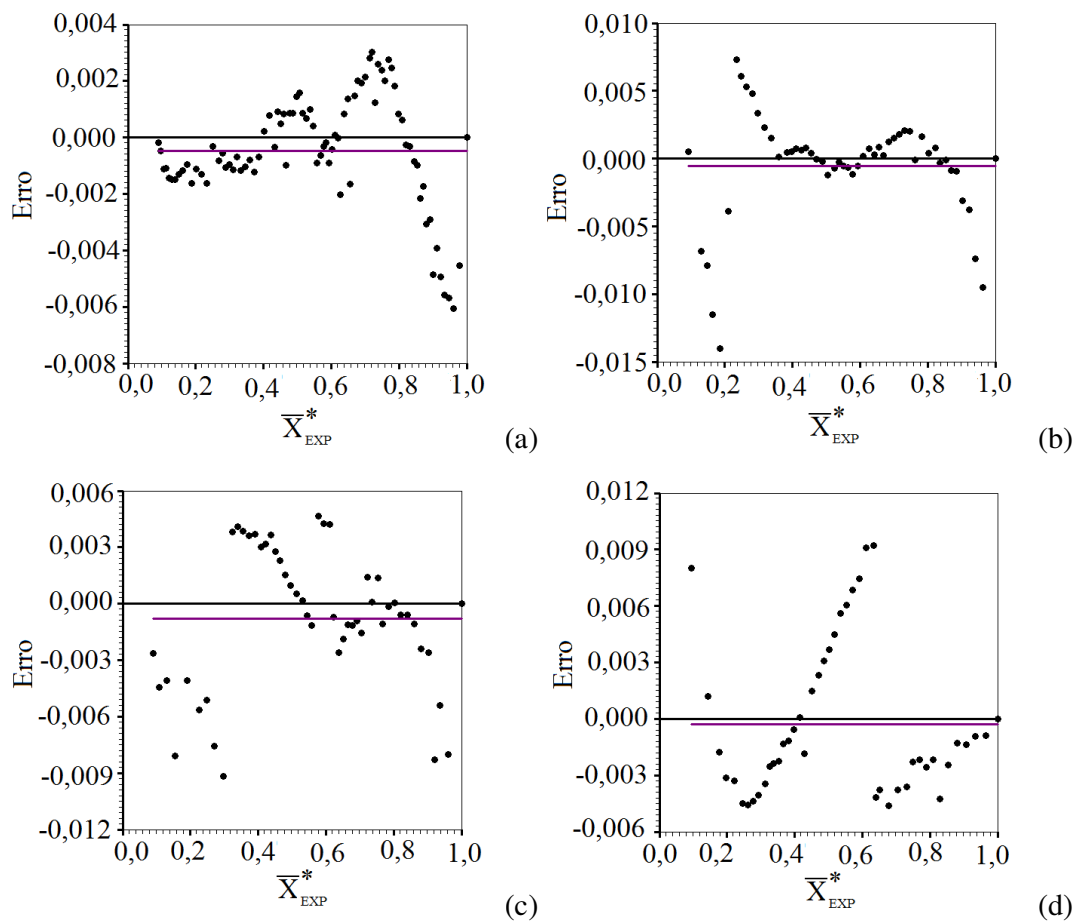 0,004
0,002
0,000
-0,002
-0,004
-0,006
-0,008
Erro
0,0 0,2 0,4 0,6 0,8 1,0
X̅*EXP
(a)
0,010
0,005
0,000
-0,005
-0,010
-0,015
Erro
0,0 0,2 0,4 0,6 0,8 1,0
X̅*EXP
(b)
0,006
0,003
0,000
-0,003
-0,006
-0,009
-0,012
Erro
0,0 0,2 0,4 0,6 0,8 1,0
X̅*EXP
(c)
0,012
0,009
0,006
0,003
0,000
-0,003
-0,006
Erro
0,0 0,2 0,4 0,6 0,8 1,0
X̅*EXP
(d)